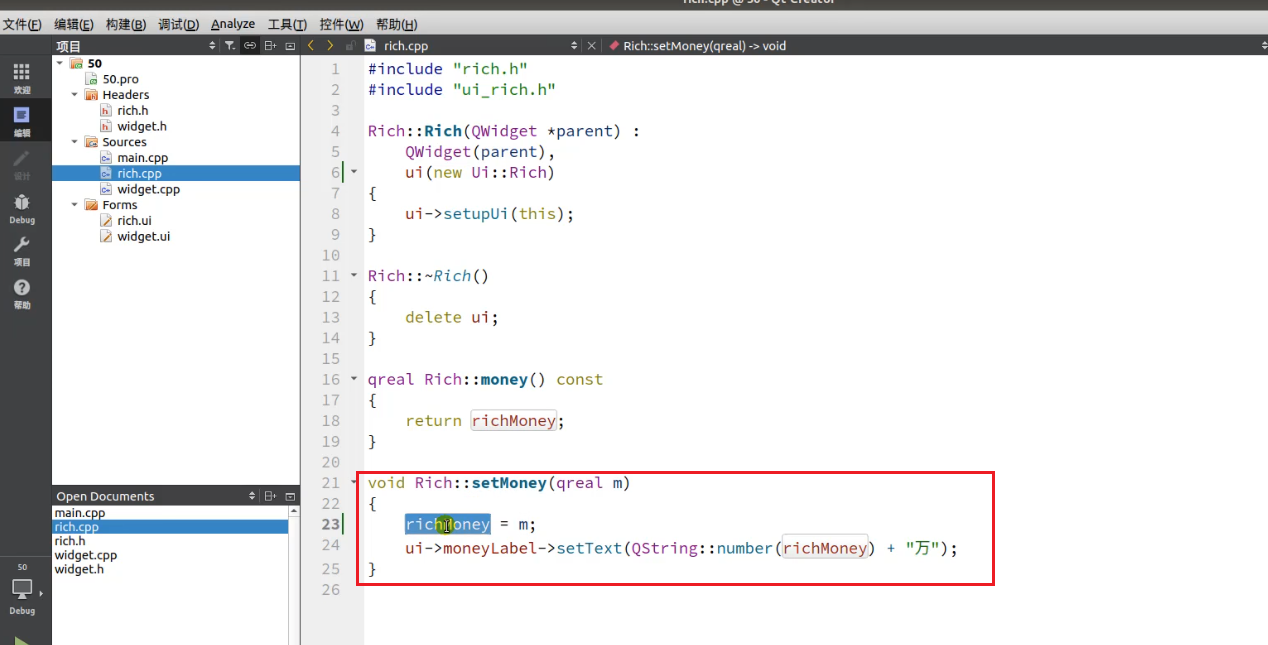 rich.cpp @ 50 - Qt Creator
文件(F) 编辑(E) 构建(B) 调试(D) Analyze 工具(T) 控件(W) 帮助(H)
项目
rich.cpp
Rich::setMoney(qreal) -> void
欢迎
编辑
设计
Debug
项目
帮助
50
Debug
50
50.pro
Headers
rich.h
widget.h
Sources
main.cpp
rich.cpp
widget.cpp
Forms
rich.ui
widget.ui
Open Documents
main.cpp
rich.cpp
rich.h
widget.cpp
widget.h
1 #include "rich.h"
2 #include "ui_rich.h"
3
4 Rich::Rich(QWidget *parent) :
5 QWidget(parent),
6 ui(new Ui::Rich)
7 {
8 ui->setupUi(this);
9 }
10
11 Rich::~Rich()
12 {
13 delete ui;
14 }
15
16 qreal Rich::money() const
17 {
18 return richMoney;
19 }
20
21 void Rich::setMoney(qreal m)
22 {
23 richMoney = m;
24 ui->moneyLabel->setText(QString::number(richMoney) + "万");
25 }
26